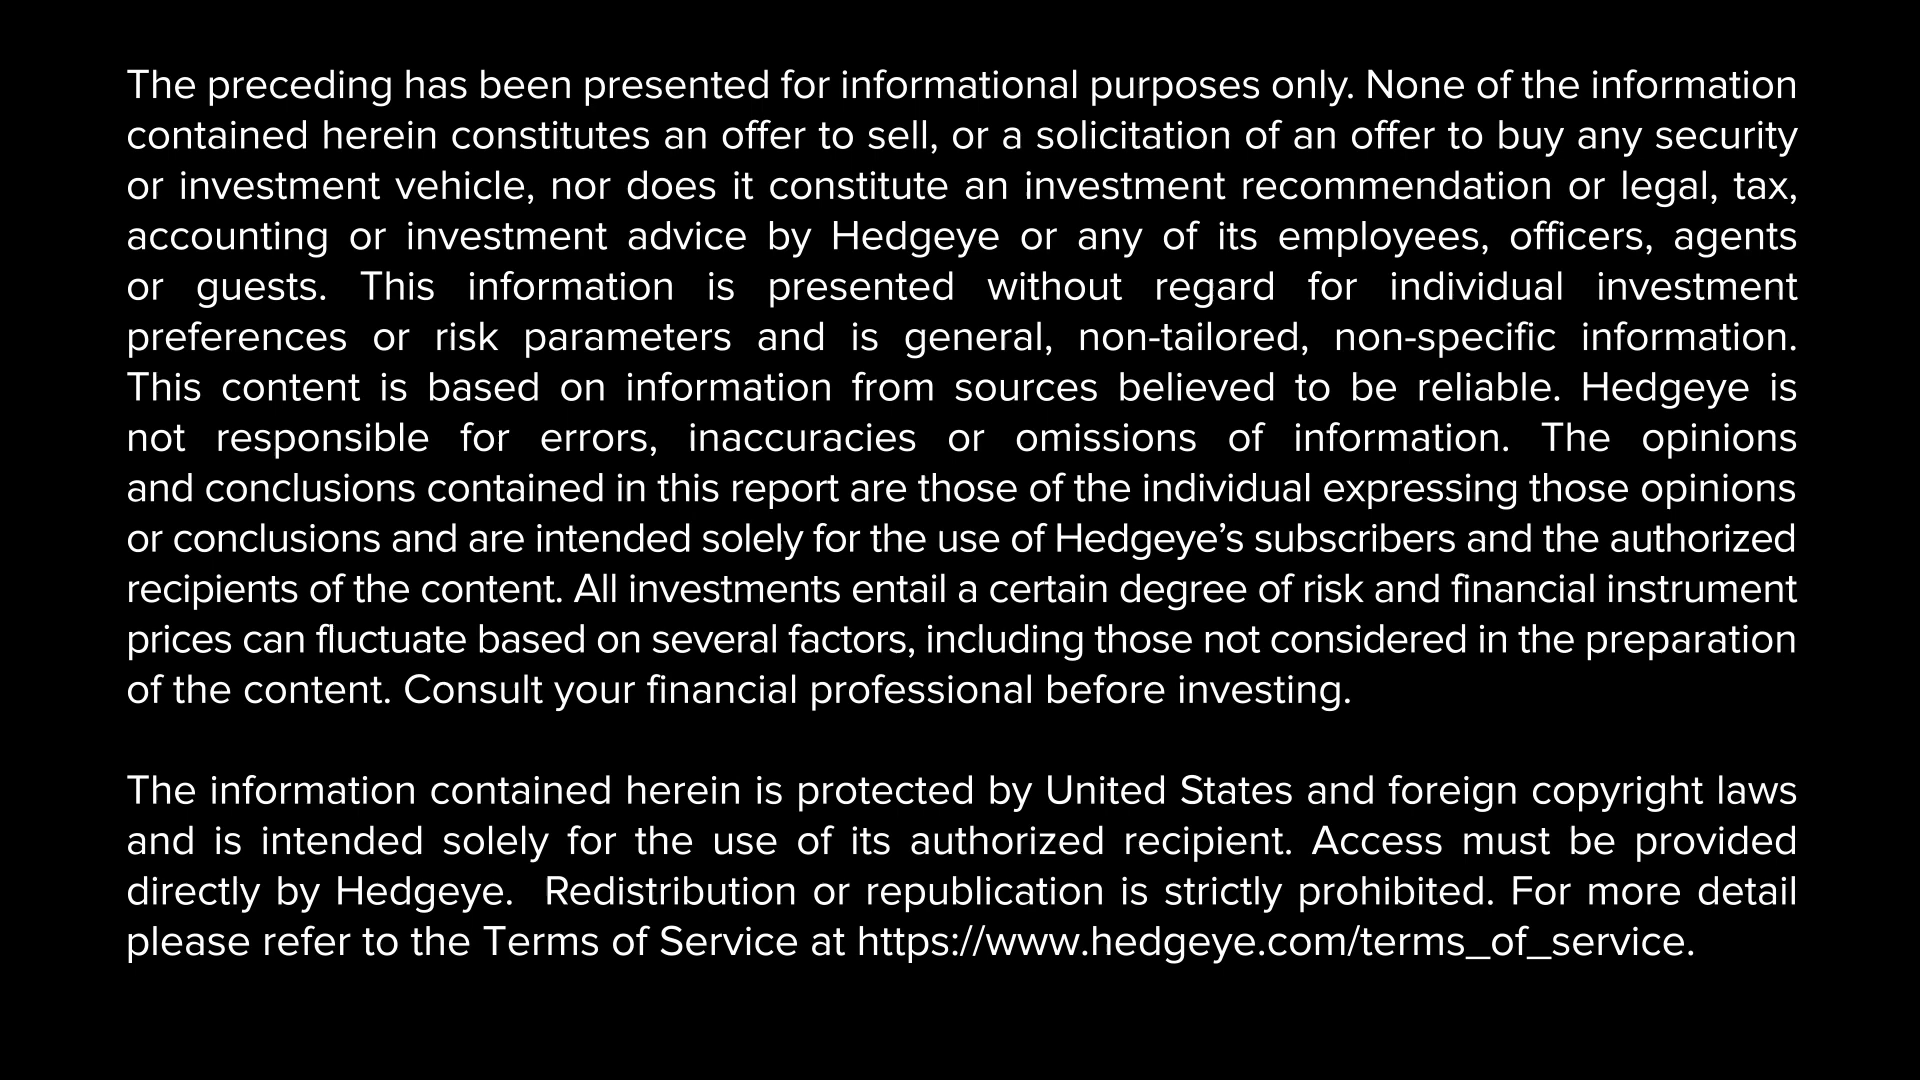 The preceding has been presented for informational purposes only. None of the information
contained herein constitutes an offer to sell, or a solicitation of an offer to buy any security
or investment vehicle, nor does it constitute an investment recommendation or legal, tax,
accounting or investment advice by Hedgeye or any of its employees, officers, agents
or guests. This information is presented without regard for individual investment
preferences or risk parameters and is general, non-tailored, non-specific information.
This content is based on information from sources believed to be reliable. Hedgeye is
not responsible for errors, inaccuracies or omissions of information. The opinions
and conclusions contained in this report are those of the individual expressing those opinions
or conclusions and are intended solely for the use of Hedgeye’s subscribers and the authorized
recipients of the content. All investments entail a certain degree of risk and financial instrument
prices can fluctuate based on several factors, including those not considered in the preparation
of the content. Consult your financial professional before investing.
The information contained herein is protected by United States and foreign copyright laws
and is intended solely for the use of its authorized recipient. Access must be provided
directly by Hedgeye.  Redistribution or republication is strictly prohibited. For more detail
please refer to the Terms of Service at https://www.hedgeye.com/terms_of_service.